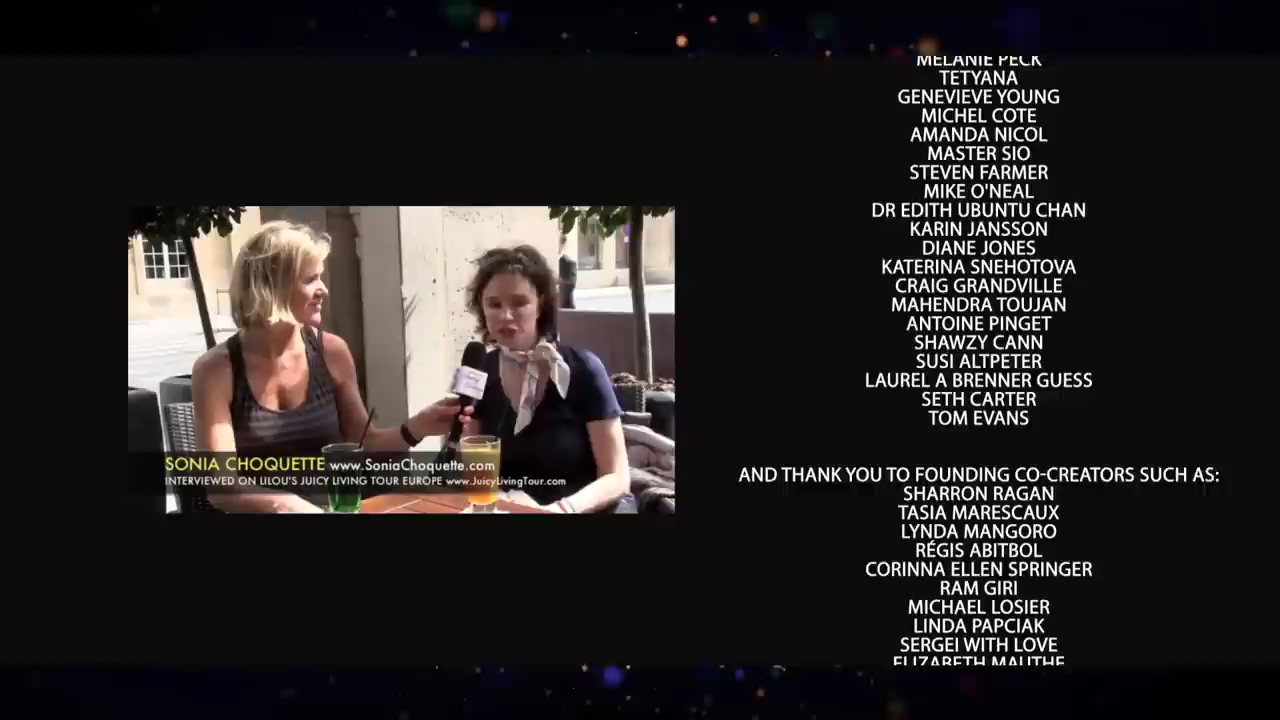 SONIA CHOQUETTE www.SoniaChoquette.com
INTERVIEWED ON LILOU'S JUICY LIVING TOUR EUROPE www.JuicyLivingTour.com
MELANIE PECK
TETYANA
GENEVIEVE YOUNG
MICHEL COTE
AMANDA NICOL
MASTER SIO
STEVEN FARMER
MIKE O'NEAL
DR EDITH UBUNTU CHAN
KARIN JANSSON
DIANE JONES
KATERINA SNEHOTOVA
CRAIG GRANDVILLE
MAHENDRA TOUJAN
ANTOINE PINGET
SHAWZY CANN
SUSI ALTPETER
LAUREL A BRENNER GUESS
SETH CARTER
TOM EVANS
AND THANK YOU TO FOUNDING CO-CREATORS SUCH AS:
SHARRON RAGAN
TASIA MARESCAUX
LYNDA MANGORO
RÉGIS ABITBOL
CORINNA ELLEN SPRINGER
RAM GIRI
MICHAEL LOSIER
LINDA PAPCIAK
SERGEI WITH LOVE
ELIZABETH MAUTHE